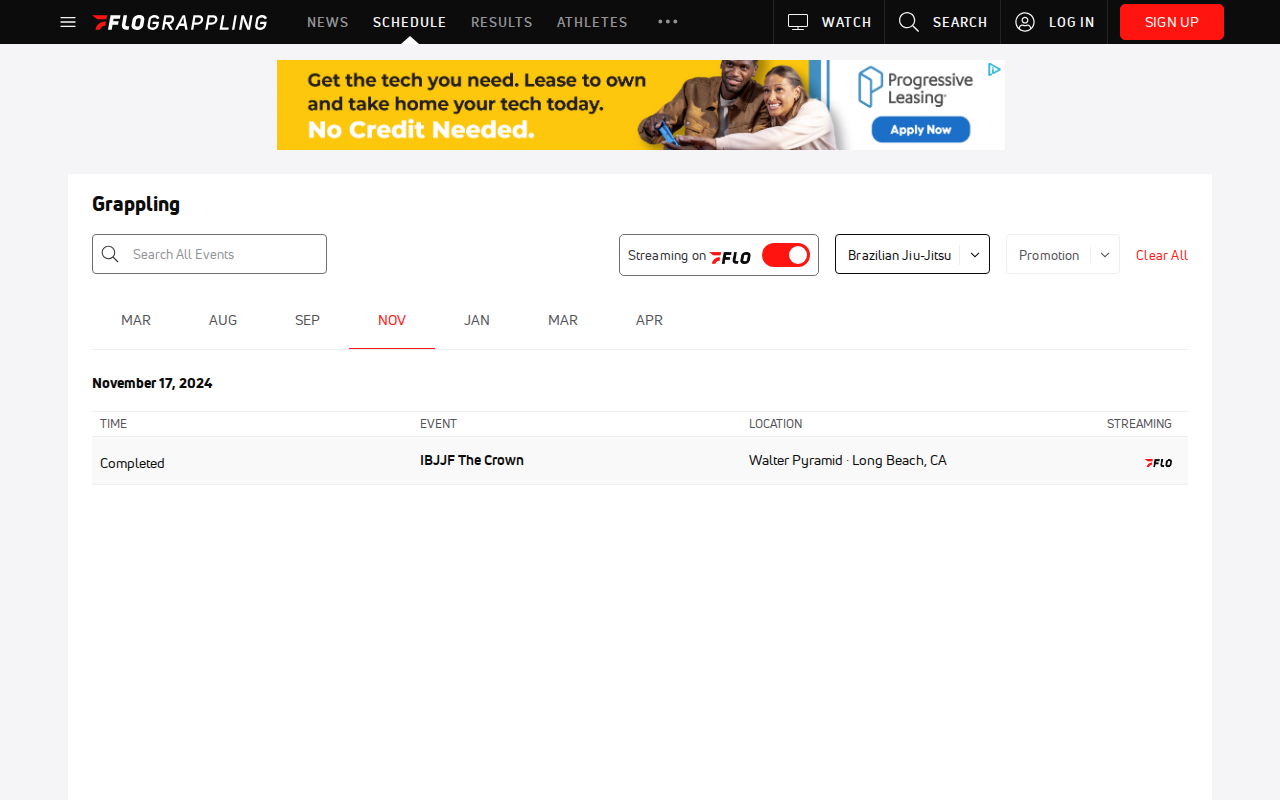 FLOGRAPPLING NEWS SCHEDULE RESULTS ATHLETES WATCH SEARCH LOG IN SIGN UP
Get the tech you need. Lease to own
and take home your tech today.
No Credit Needed.
Progressive
Leasing
Apply Now
Grappling
Search All Events
Streaming on FLO
Brazilian Jiu-Jitsu
Promotion
Clear All
MAR AUG SEP NOV JAN MAR APR
November 17, 2024
TIME EVENT LOCATION STREAMING
Completed IBJJF The Crown Walter Pyramid · Long Beach, CA FLO